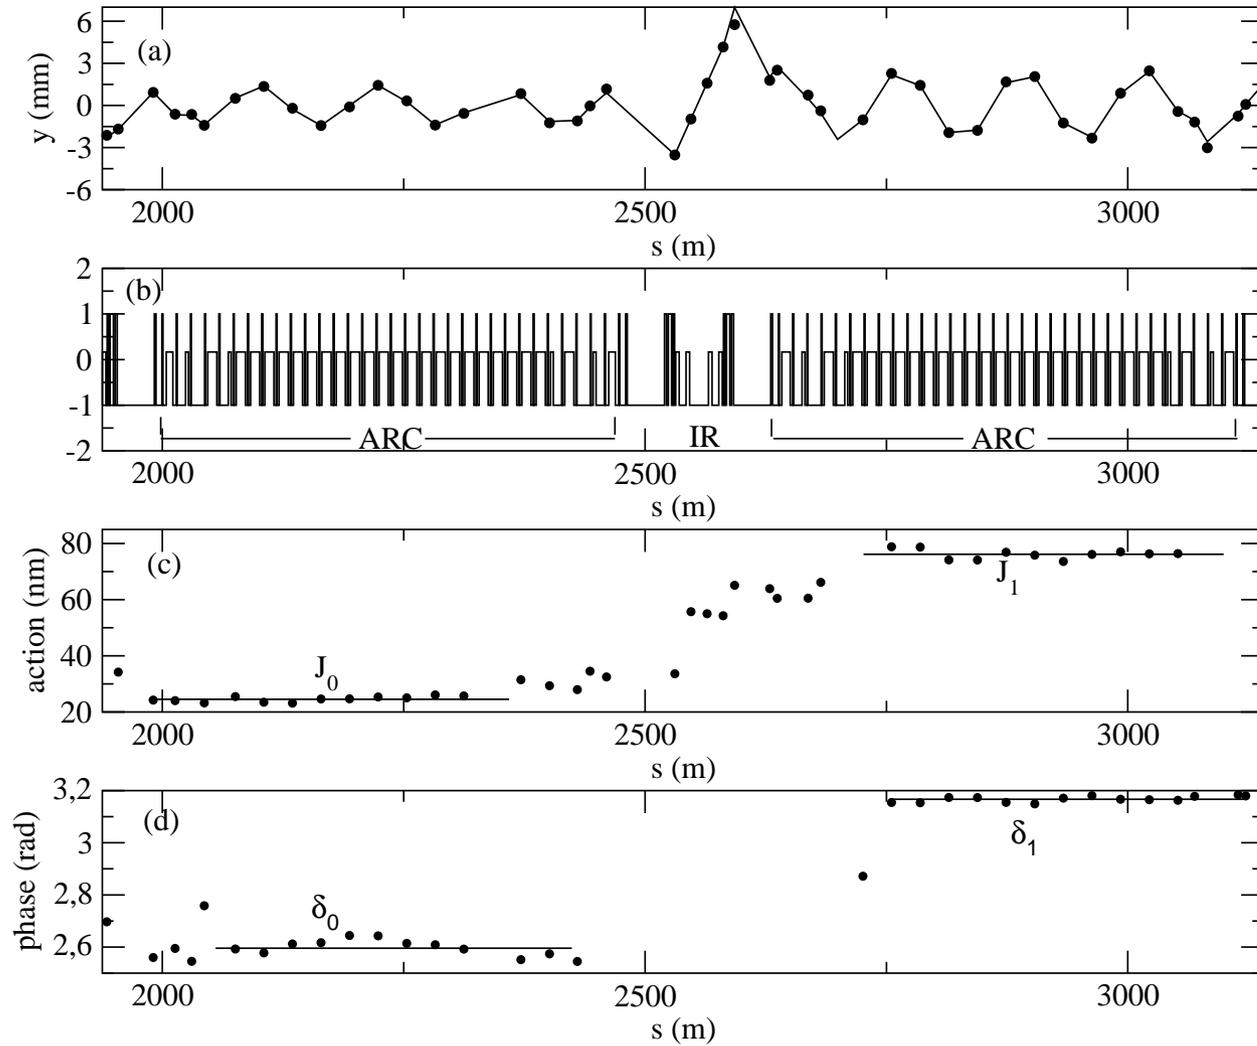 6
3
0
-3
-6
y (mm)
(a)
2000 2500 3000
s (m)
2
1
0
-1
-2
(b)
ARC IR ARC
2000 2500 3000
s (m)
80
60
40
20
action (nm)
(c)
J0
J1
2000 2500 3000
s (m)
3,2
3
2,8
2,6
phase (rad)
(d)
δ0
δ1
2000 2500 3000
s (m)